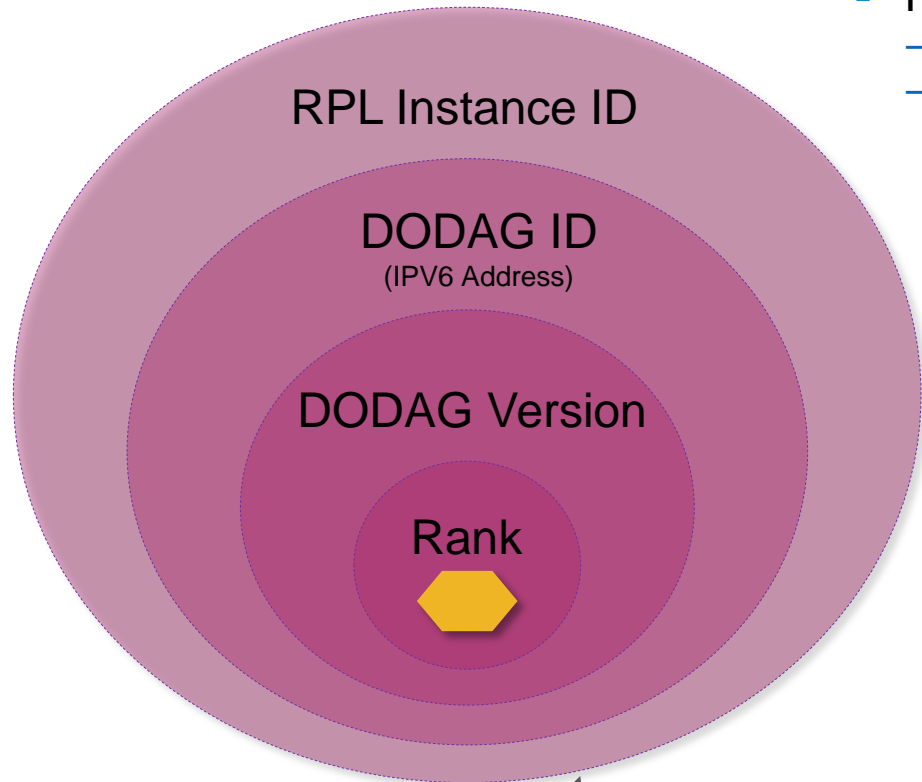 RPL Instance ID
DODAG ID
(IPV6 Address)
DODAG Version
Rank